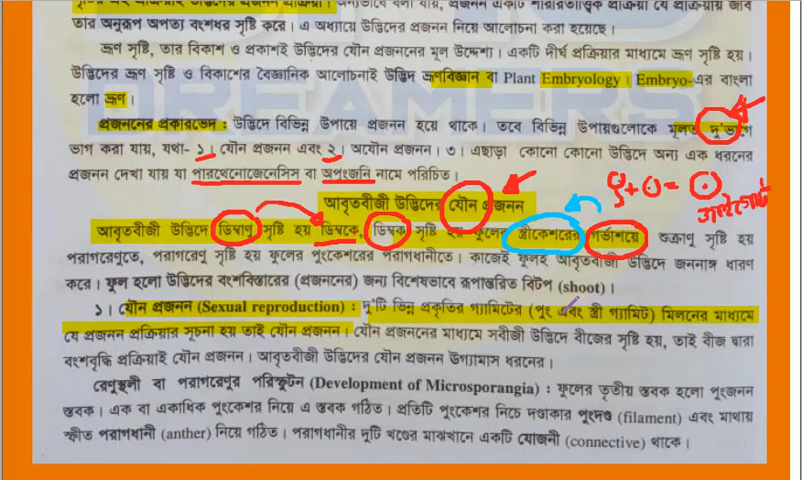 তার অনুরূপ অপত্য বংশধর সৃষ্টি করে। এ অধ্যায়ে উদ্ভিদের প্রজনন নিয়ে আলোচনা করা হয়েছে।
ভ্রূণ সৃষ্টি, তার বিকাশ ও প্রকাশই উদ্ভিদের যৌন প্রজননের মূল উদ্দেশ্য। একটি দীর্ঘ প্রক্রিয়ার মাধ্যমে ভ্রূণ সৃষ্টি হয়।
উদ্ভিদের ভ্রূণ সৃষ্টি ও বিকাশের বৈজ্ঞানিক আলোচনাই উদ্ভিদ ভ্রূণবিজ্ঞান বা Plant Embryology। Embryo-এর বাংলা
হলো ভ্রূণ।
প্রজননের প্রকারভেদ : উদ্ভিদে বিভিন্ন উপায়ে প্রজনন হয়ে থাকে। তবে বিভিন্ন উপায়গুলোকে মূলত দু'ভাগে
ভাগ করা যায়, যথা- ১। যৌন প্রজনন এবং ২। অযৌন প্রজনন। ৩। এছাড়া কোনো কোনো উদ্ভিদে অন্য এক ধরনের
প্রজনন দেখা যায় যা পারথেনোজেনেসিস বা অপুংজনি নামে পরিচিত।
আবৃতবীজী উদ্ভিদের যৌন প্রজনন
আবৃতবীজী উদ্ভিদে ডিম্বাণু সৃষ্টি হয় ডিম্বকে, ডিম্বক সৃষ্টি হয় ফুলের স্ত্রীকেশরের গর্ভাশয়ে শুক্রাণু সৃষ্টি হয়
পরাগরেণুতে, পরাগরেণু সৃষ্টি হয় ফুলের পুংকেশরের পরাগধানীতে। কাজেই ফুলই আবৃতবীজী উদ্ভিদে জননাঙ্গ ধারণ
করে। ফুল হলো উদ্ভিদের বংশবিস্তারের (প্রজননের) জন্য বিশেষভাবে রূপান্তরিত বিটপ (shoot)।
১। যৌন প্রজনন (Sexual reproduction) : দু'টি ভিন্ন প্রকৃতির গ্যামিটের (পুং এবং স্ত্রী গ্যামিট) মিলনের মাধ্যমে
যে প্রজনন প্রক্রিয়ার সূচনা হয় তাই যৌন প্রজনন। যৌন প্রজননের মাধ্যমে সবীজী উদ্ভিদে বীজের সৃষ্টি হয়, তাই বীজ দ্বারা
বংশবৃদ্ধি প্রক্রিয়াই যৌন প্রজনন। আবৃতবীজী উদ্ভিদের যৌন প্রজনন উগ্যামাস ধরনের।
রেণুস্থলী বা পরাগরেণুর পরিস্ফুটন (Development of Microsporangia) : ফুলের তৃতীয় স্তবক হলো পুংজনন
স্তবক। এক বা একাধিক পুংকেশর নিয়ে এ স্তবক গঠিত। প্রতিটি পুংকেশর নিচে দণ্ডাকার পুংদণ্ড (filament) এবং মাথায়
স্ফীত পরাগধানী (anther) নিয়ে গঠিত। পরাগধানীর দুটি খণ্ডের মাঝখানে একটি যোজনী (connective) থাকে।